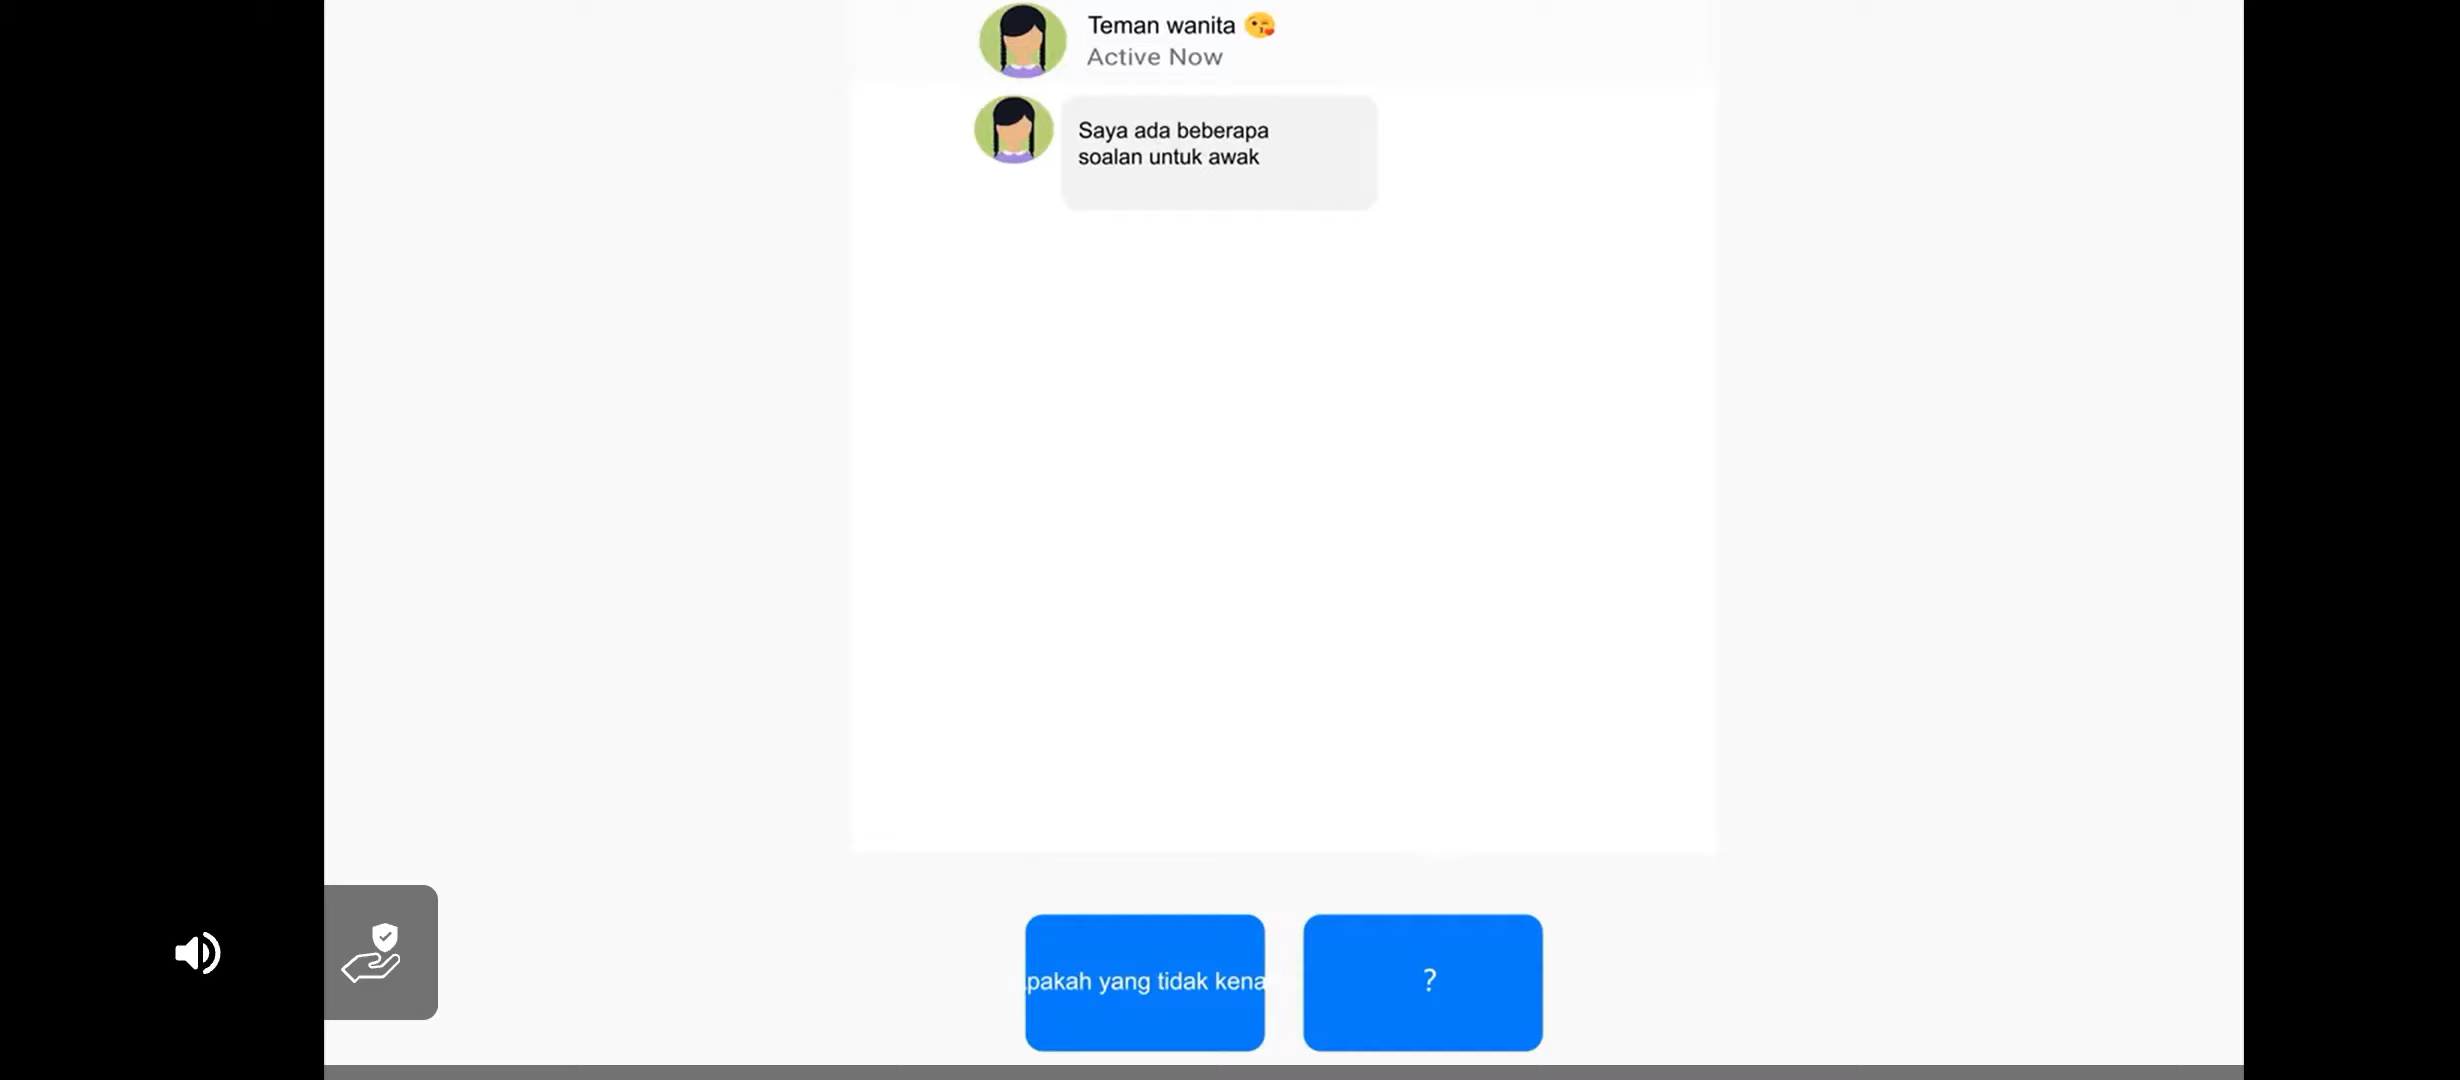 Teman wanita 😘
Active Now
Saya ada beberapa
soalan untuk awak
pakah yang tidak kena
?